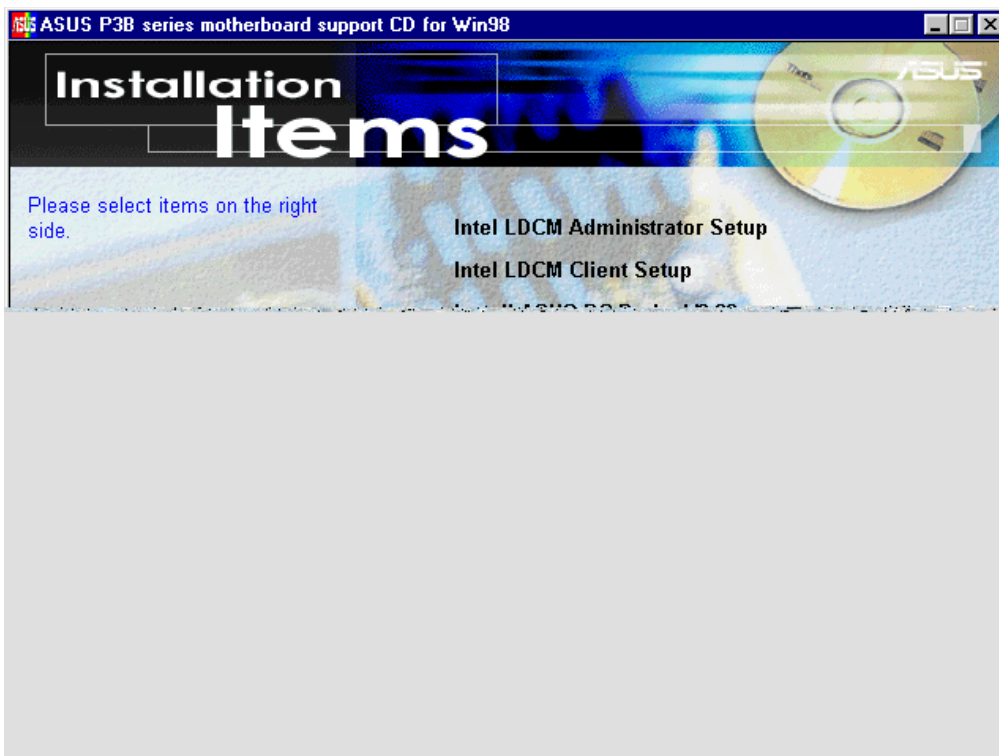 ASUS P3B series motherboard support CD for Win98
Installation
Items
ASUS
Please select items on the right
side.
Intel LDCM Administrator Setup
Intel LDCM Client Setup